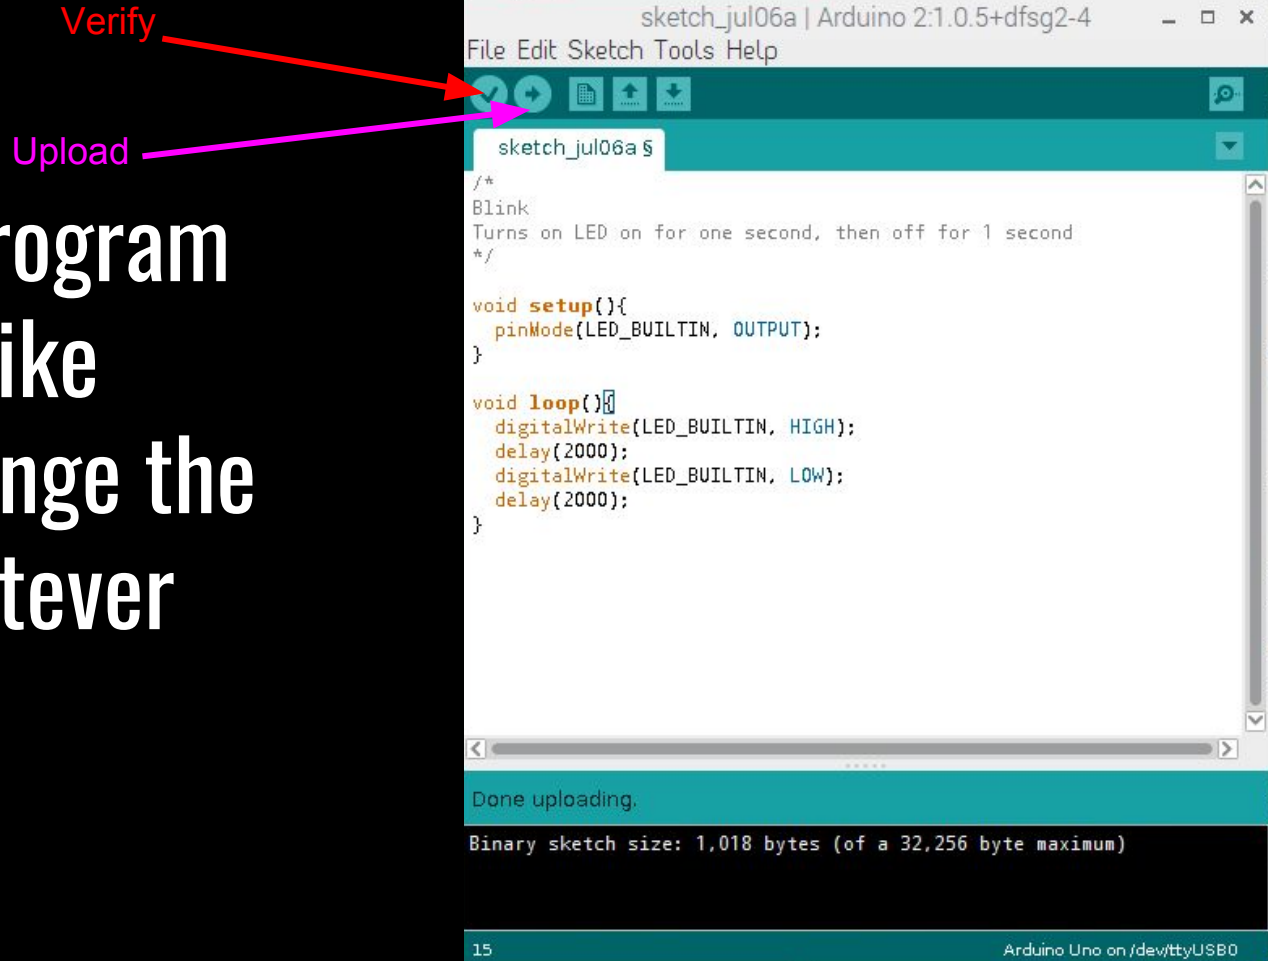 Verify
Upload
rogram
ike
nge the
tever
sketch_jul06a | Arduino 2:1.0.5+dfsg2-4
File Edit Sketch Tools Help
sketch_jul06a §
/*
Blink
Turns on LED on for one second, then off for 1 second
*/
void setup(){
pinMode(LED_BUILTIN, OUTPUT);
}
void loop(){
digitalWrite(LED_BUILTIN, HIGH);
delay(2000);
digitalWrite(LED_BUILTIN, LOW);
delay(2000);
}
Done uploading.
Binary sketch size: 1,018 bytes (of a 32,256 byte maximum)
15
Arduino Uno on /dev/ttyUSB0